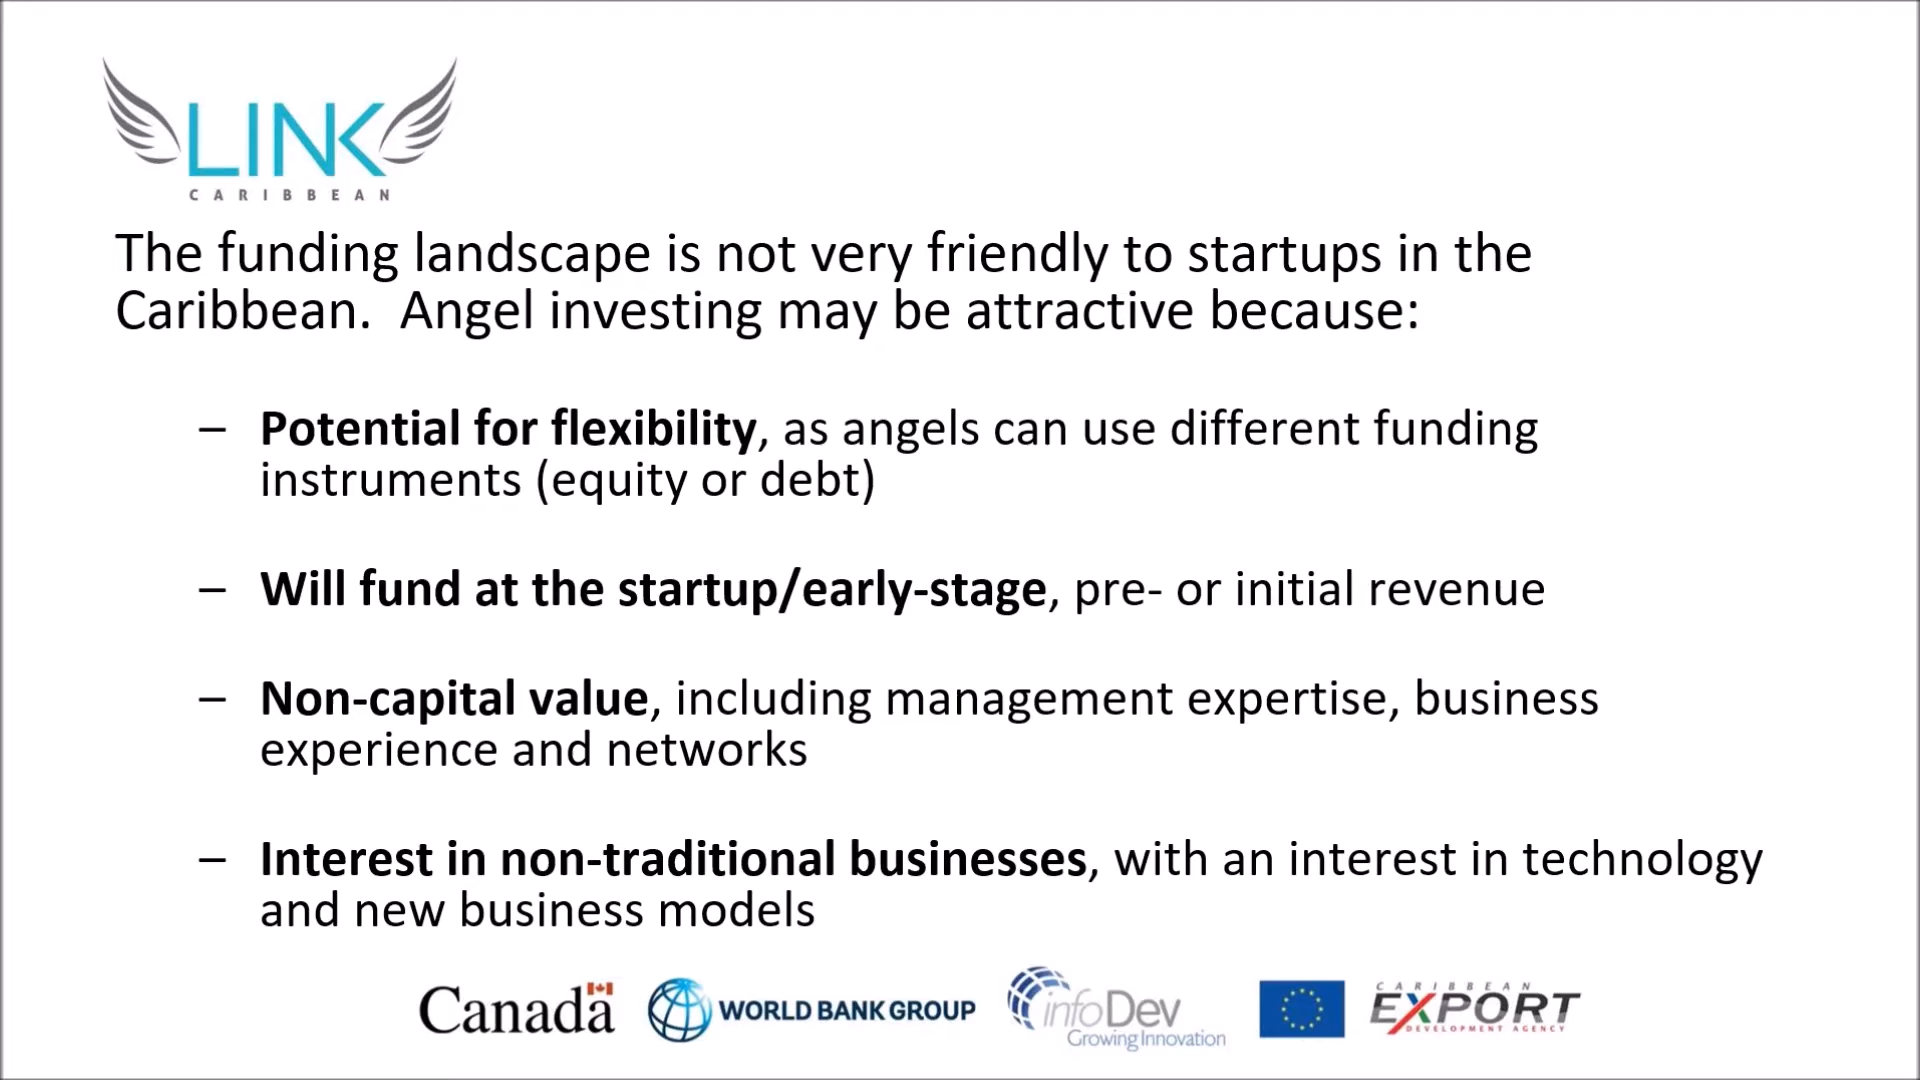 LINK
CARIBBEAN
The funding landscape is not very friendly to startups in the
Caribbean.  Angel investing may be attractive because:
– Potential for flexibility, as angels can use different funding
instruments (equity or debt)
– Will fund at the startup/early-stage, pre- or initial revenue
– Non-capital value, including management expertise, business
experience and networks
– Interest in non-traditional businesses, with an interest in technology
and new business models
Canada
WORLD BANK GROUP
infoDev
Growing Innovation
CARIBBEAN
EXPORT
DEVELOPMENT AGENCY